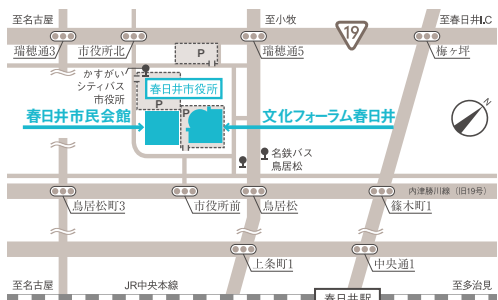 至名古屋
至小牧
至春日井I.C
19
瑞穂通3
市役所北
瑞穂通5
梅ヶ坪
P
かすがい
シティバス
市役所
春日井市役所
N
P
P
春日井市民会館
文化フォーラム春日井
名鉄バス
鳥居松
内津勝川線（旧19号）
鳥居松町3
市役所前
鳥居松
篠木町1
上条町1
中央通1
至名古屋
JR中央本線
至多治見
春日井駅